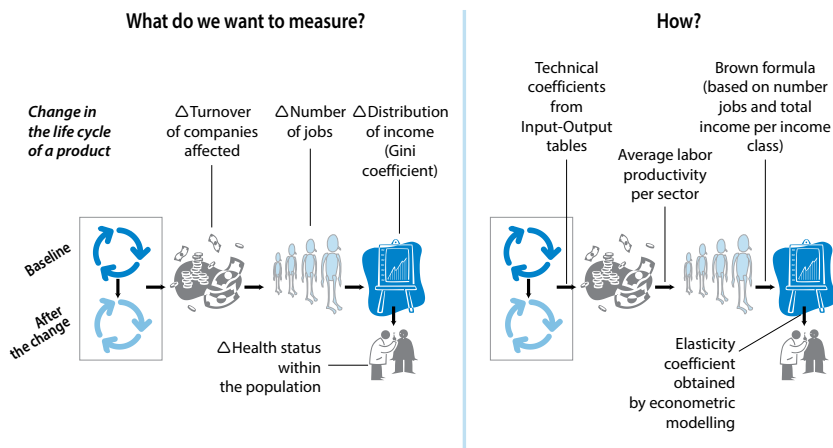 What do we want to measure?
Change in
the life cycle
of a product
△Turnover
of companies
affected
△Number
of jobs
△Distribution
of income
(Gini
coefficient)
Baseline
After
the change
△Health status
within
the population
How?
Technical
coefficients
from
Input-Output
tables
Average labor
productivity
per sector
Brown formula
(based on number
jobs and total
income per income
class)
Elasticity
coefficient
obtained
by econometric
modelling